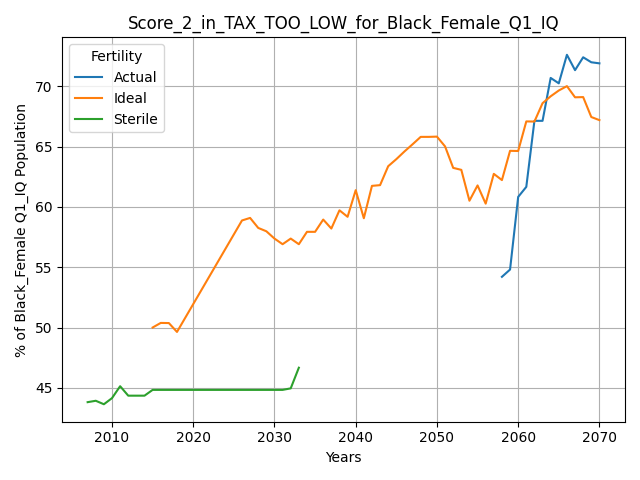 Score_2_in_TAX_TOO_LOW_for_Black_Female_Q1_IQ
Fertility
Actual
Ideal
Sterile
% of Black_Female Q1_IQ Population
70
65
60
55
50
45
2010 2020 2030 2040 2050 2060 2070
Years